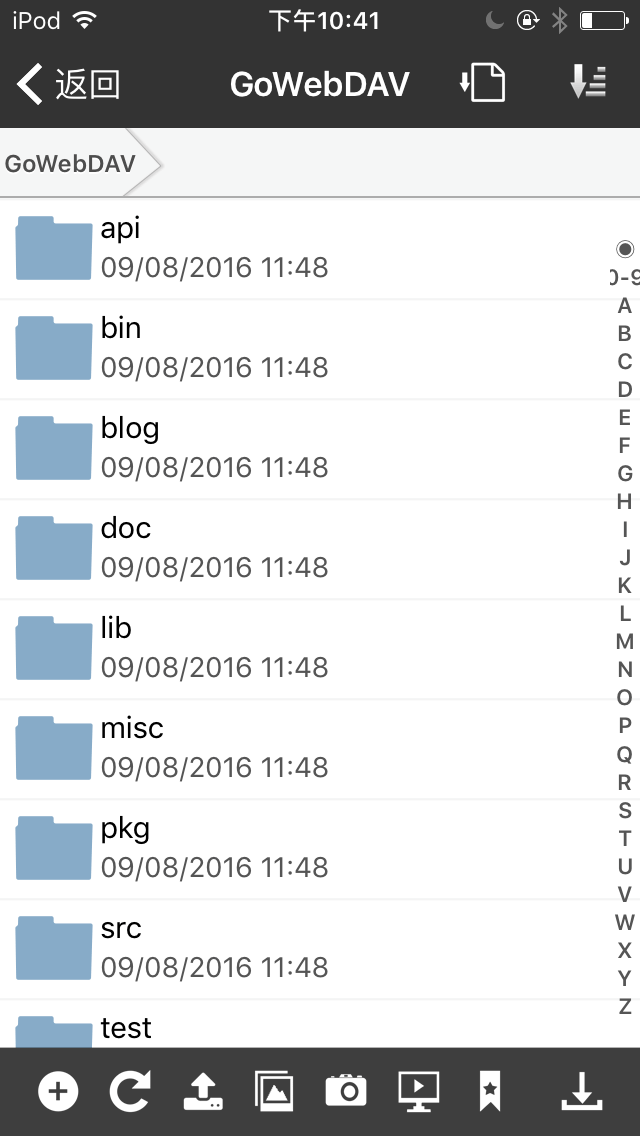 iPod 下午10:41
返回 GoWebDAV
GoWebDAV
api
09/08/2016 11:48
bin
09/08/2016 11:48
blog
09/08/2016 11:48
doc
09/08/2016 11:48
lib
09/08/2016 11:48
misc
09/08/2016 11:48
pkg
09/08/2016 11:48
src
09/08/2016 11:48
test
0-9
A
B
C
D
E
F
G
H
I
J
K
L
M
N
O
P
Q
R
S
T
U
V
W
X
Y
Z